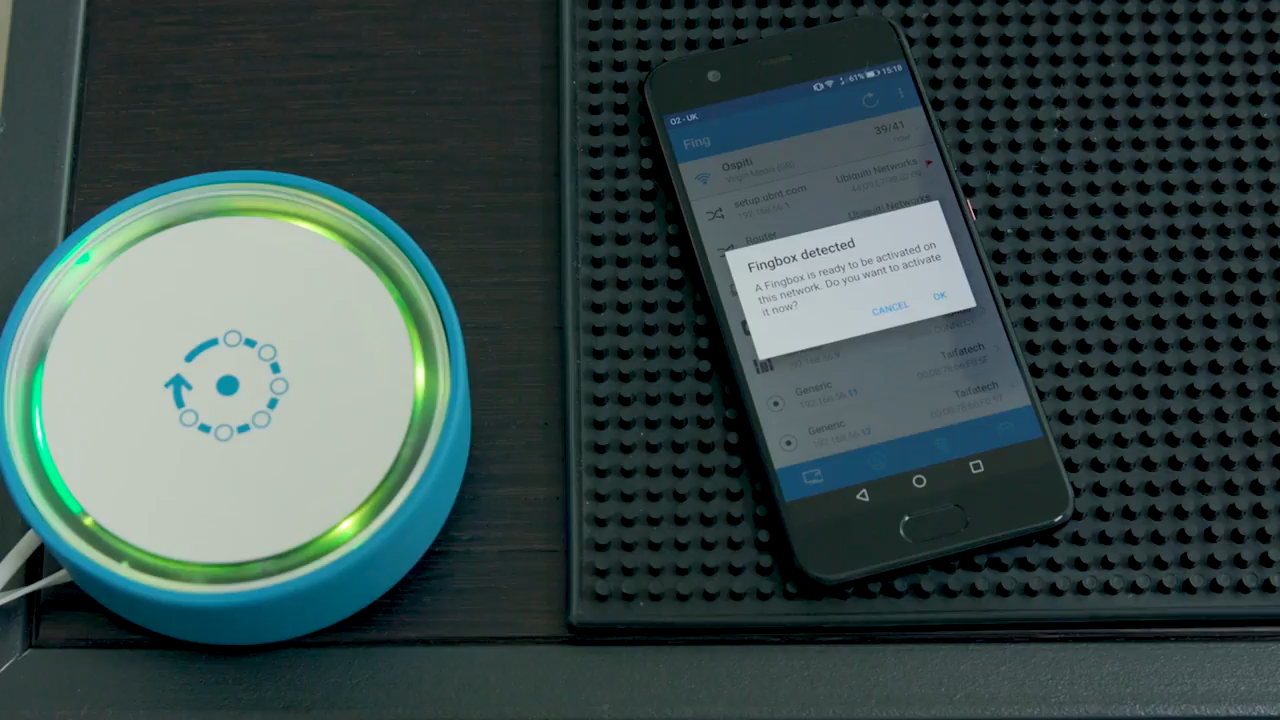 O2 - UK
61% 15:18
Fing
Ospiti
39/41
setup.ubnt.com
Ubiquiti Networks
Router
Ubiquiti Networks
Fingbox detected
A Fingbox is ready to be activated on
this network. Do you want to activate
it now?
CANCEL OK
Taifatech
Generic
Taifatech
Generic